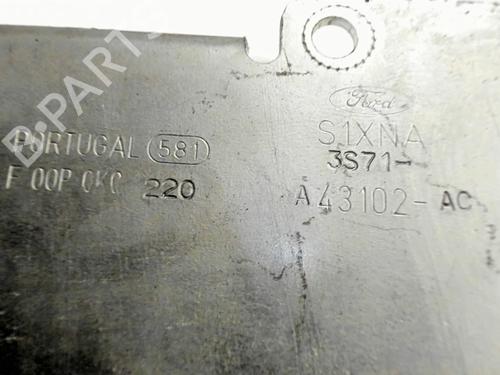 B-PARTS
Ford
PORTUGAL 581
F 00P 0K0 220
S1XNA
3S71-
A43102-AC